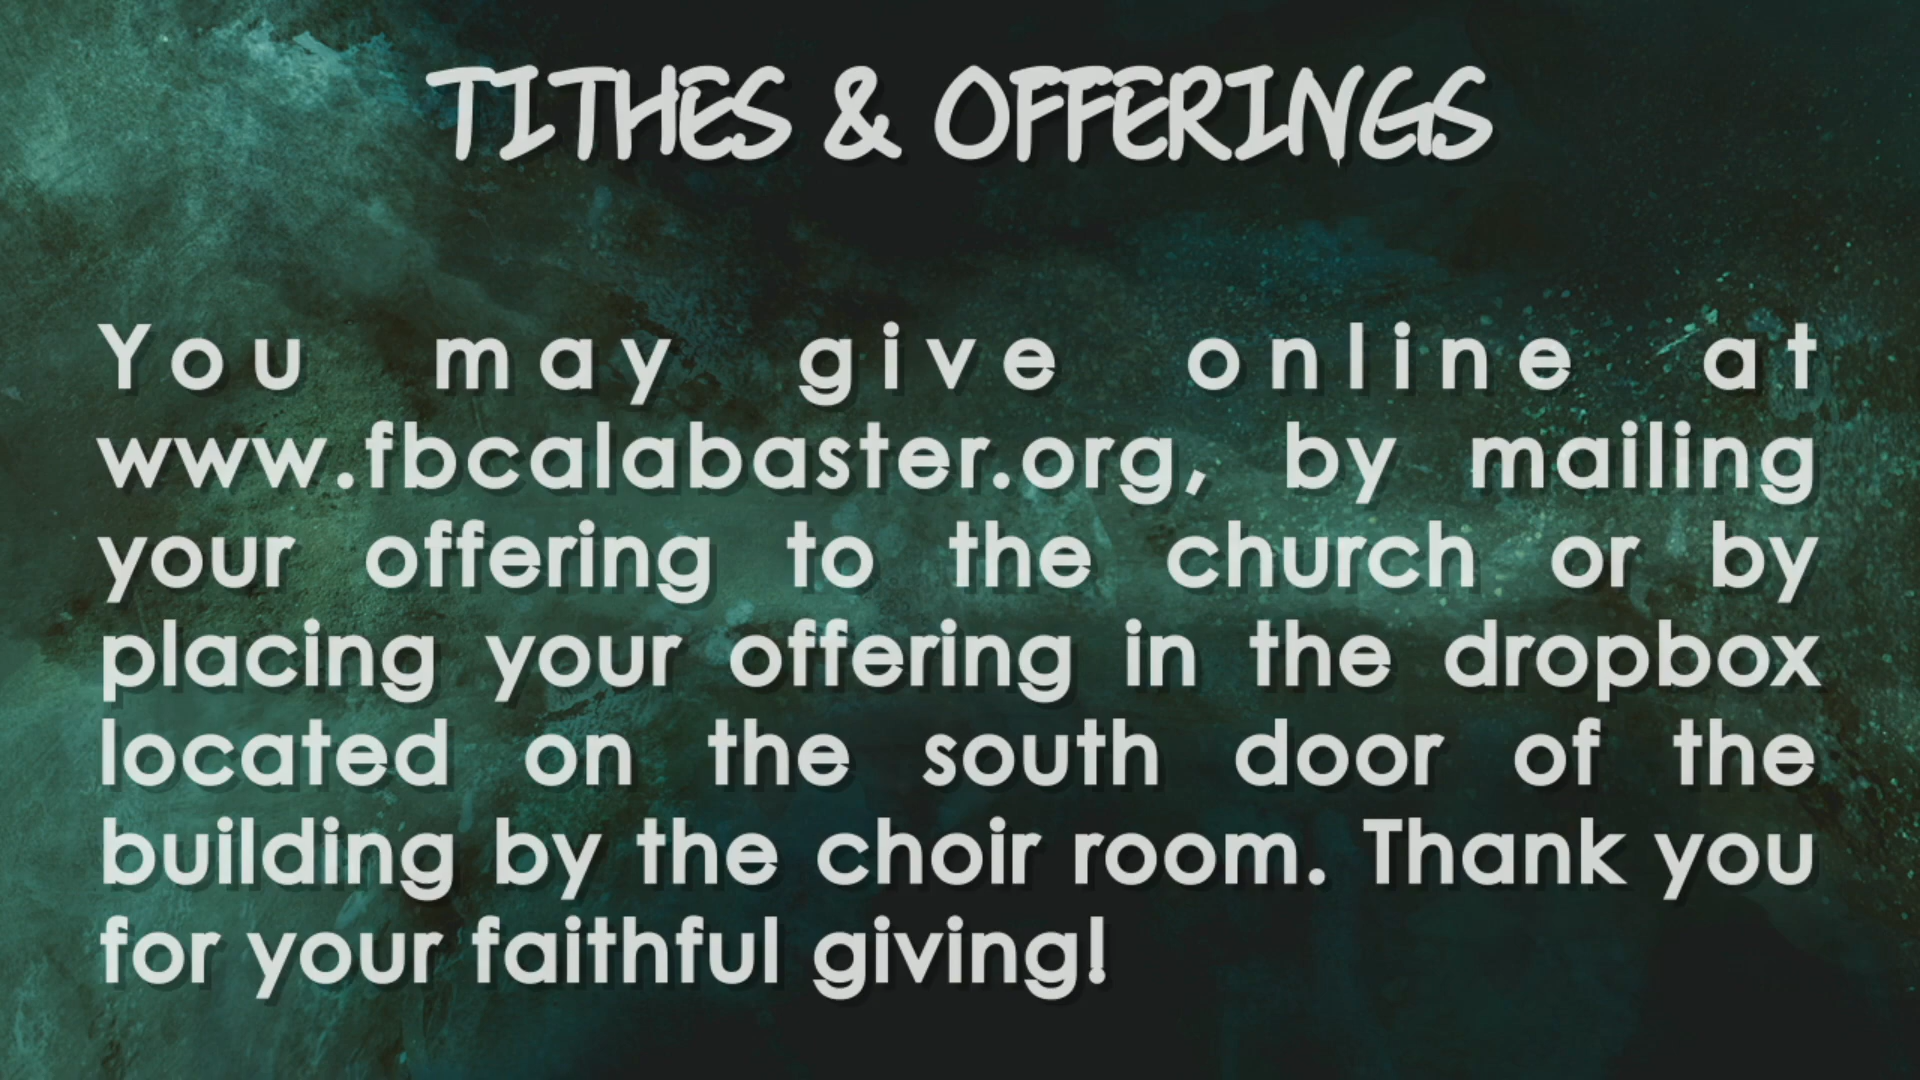 TITHES & OFFERINGS
You may give online at
www.fbcalabaster.org, by mailing
your offering to the church or by
placing your offering in the dropbox
located on the south door of the
building by the choir room. Thank you
for your faithful giving!